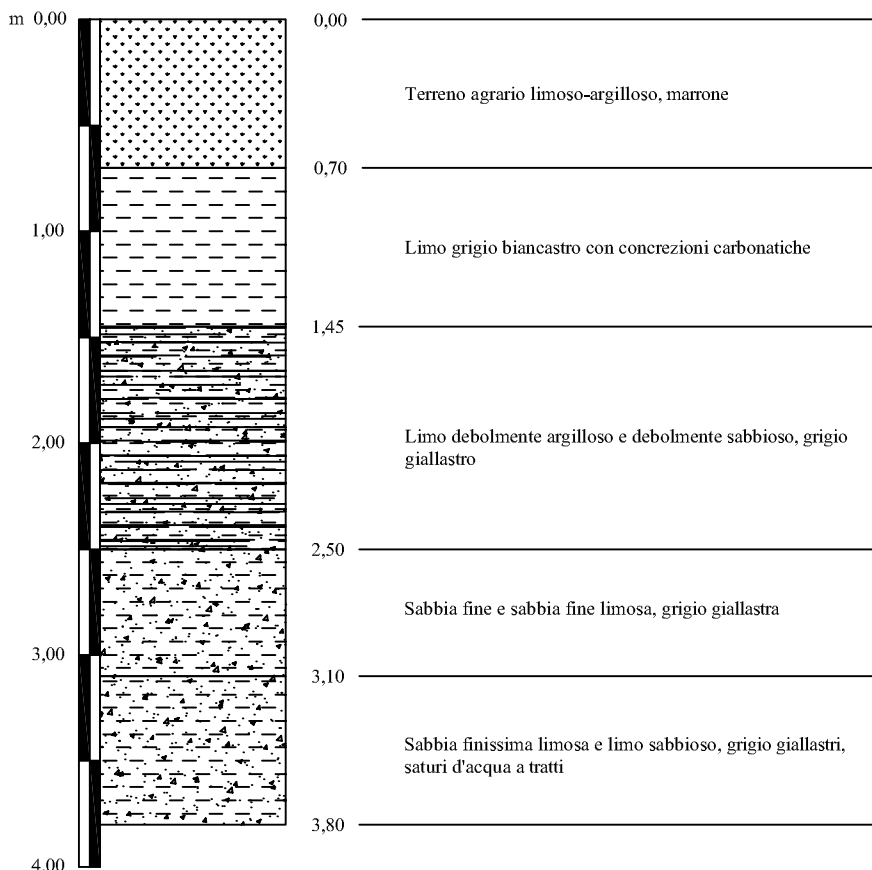 m 0,00
0,00
Terreno agrario limoso-argilloso, marrone
0,70
1,00
Limo grigio biancastro con concrezioni carbonatiche
1,45
2,00
Limo debolmente argilloso e debolmente sabbioso, grigio
giallastro
2,50
Sabbia fine e sabbia fine limosa, grigio giallastra
3,00
3,10
Sabbia finissima limosa e limo sabbioso, grigio giallastri,
saturi d'acqua a tratti
3,80
4,00